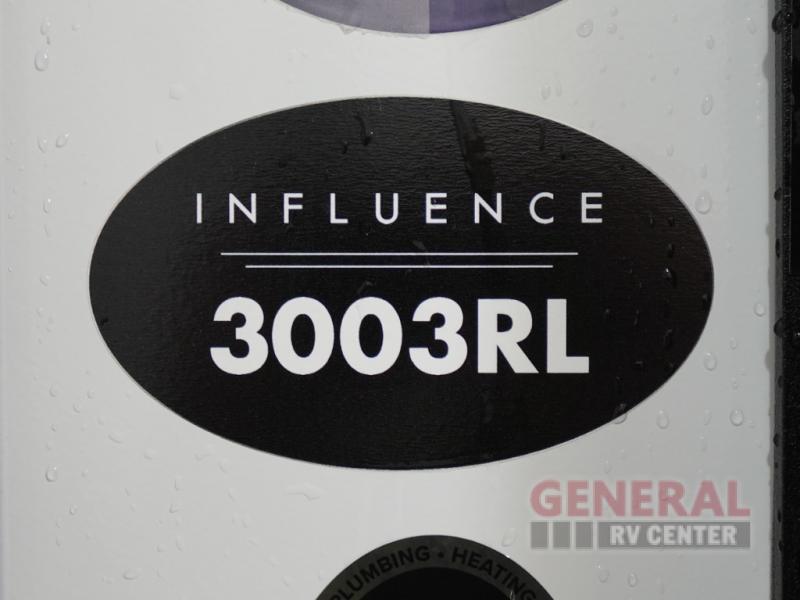 INFLUENCE
3003RL
GENERAL
RV CENTER
PLUMBING • HEATING